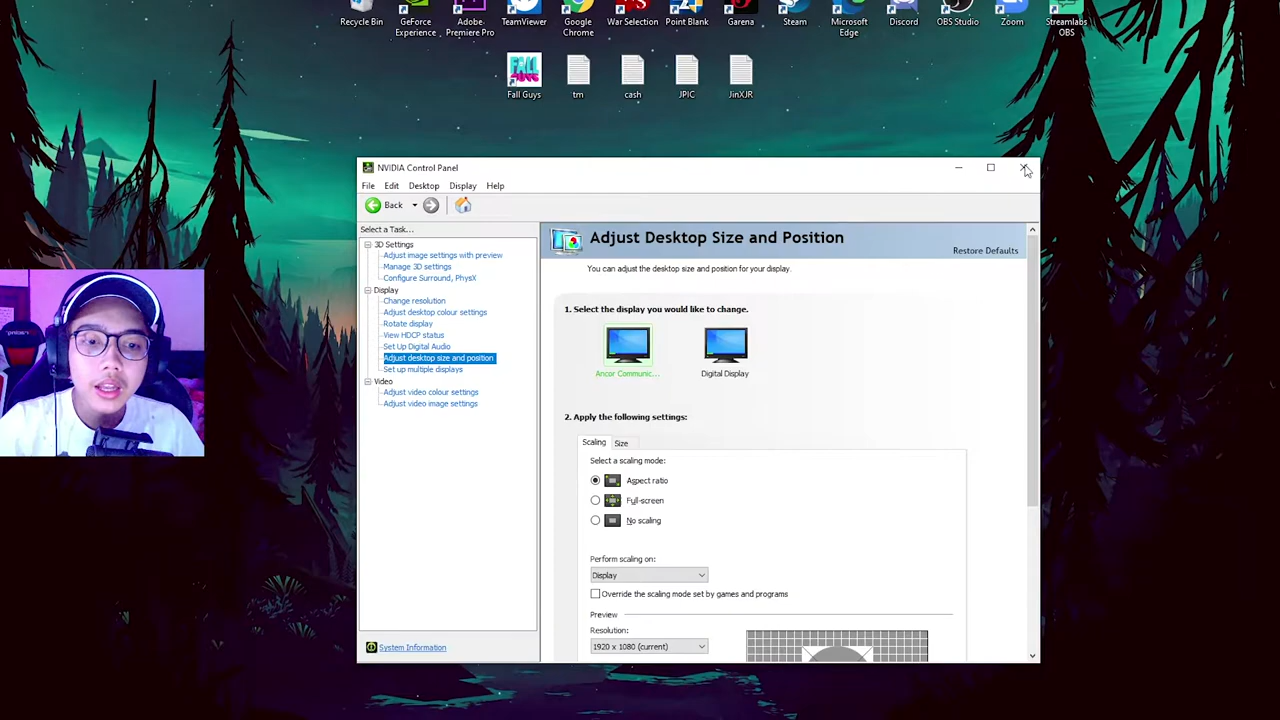 Recycle Bin
GeForce
Experience
Adobe
Premiere Pro
TeamViewer
Google
Chrome
War Selection
Point Blank
Garena
Steam
Microsoft
Edge
Discord
OBS Studio
Zoom
Streamlabs
OBS
FALL
GUYS
Fall Guys
tm
cash
JPIC
JinXJR
NVIDIA Control Panel
File Edit Desktop Display Help
Back
Select a Task...
3D Settings
Adjust image settings with preview
Manage 3D settings
Configure Surround, PhysX
Display
Change resolution
Adjust desktop colour settings
Rotate display
View HDCP status
Set Up Digital Audio
Adjust desktop size and position
Set up multiple displays
Video
Adjust video colour settings
Adjust video image settings
System Information
Adjust Desktop Size and Position
Restore Defaults
You can adjust the desktop size and position for your display.
1. Select the display you would like to change.
Ancor Communic...
Digital Display
2. Apply the following settings:
Scaling Size
Select a scaling mode:
Aspect ratio
Full-screen
No scaling
Perform scaling on:
Display
Override the scaling mode set by games and programs
Preview
Resolution:
1920 x 1080 (current)